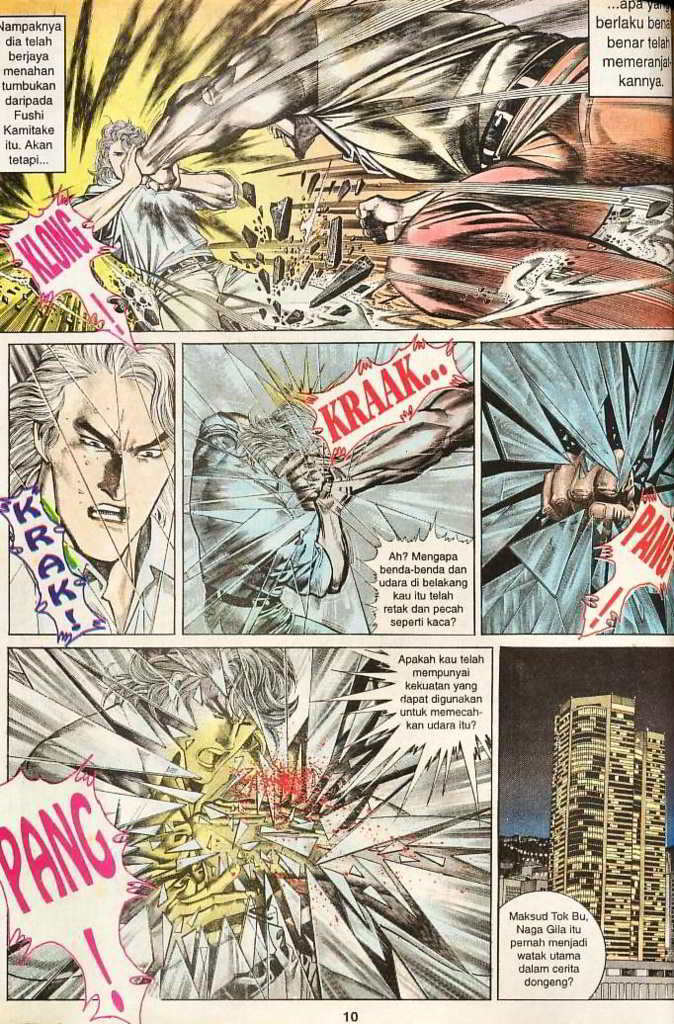 Nampaknya
dia telah
berjaya
menahan
tumbukan
daripada
Fushi
Kamitake
itu. Akan
tetapi...
...apa yang
berlaku bena
benar telah
memeranjat
kannya.
KLONG
!
KRAK!
KRAAK...
Ah? Mengapa
benda-benda dan
udara di belakang
kau itu telah
retak dan pecah
seperti kaca?
PANG
!
PANG
!
Apakah kau telah
mempunyai
kekuatan yang
dapat digunakan
untuk memecah-
kan udara itu?
Maksud Tok Bu,
Naga Gila itu
pernah menjadi
watak utama
dalam cerita
dongeng?
10